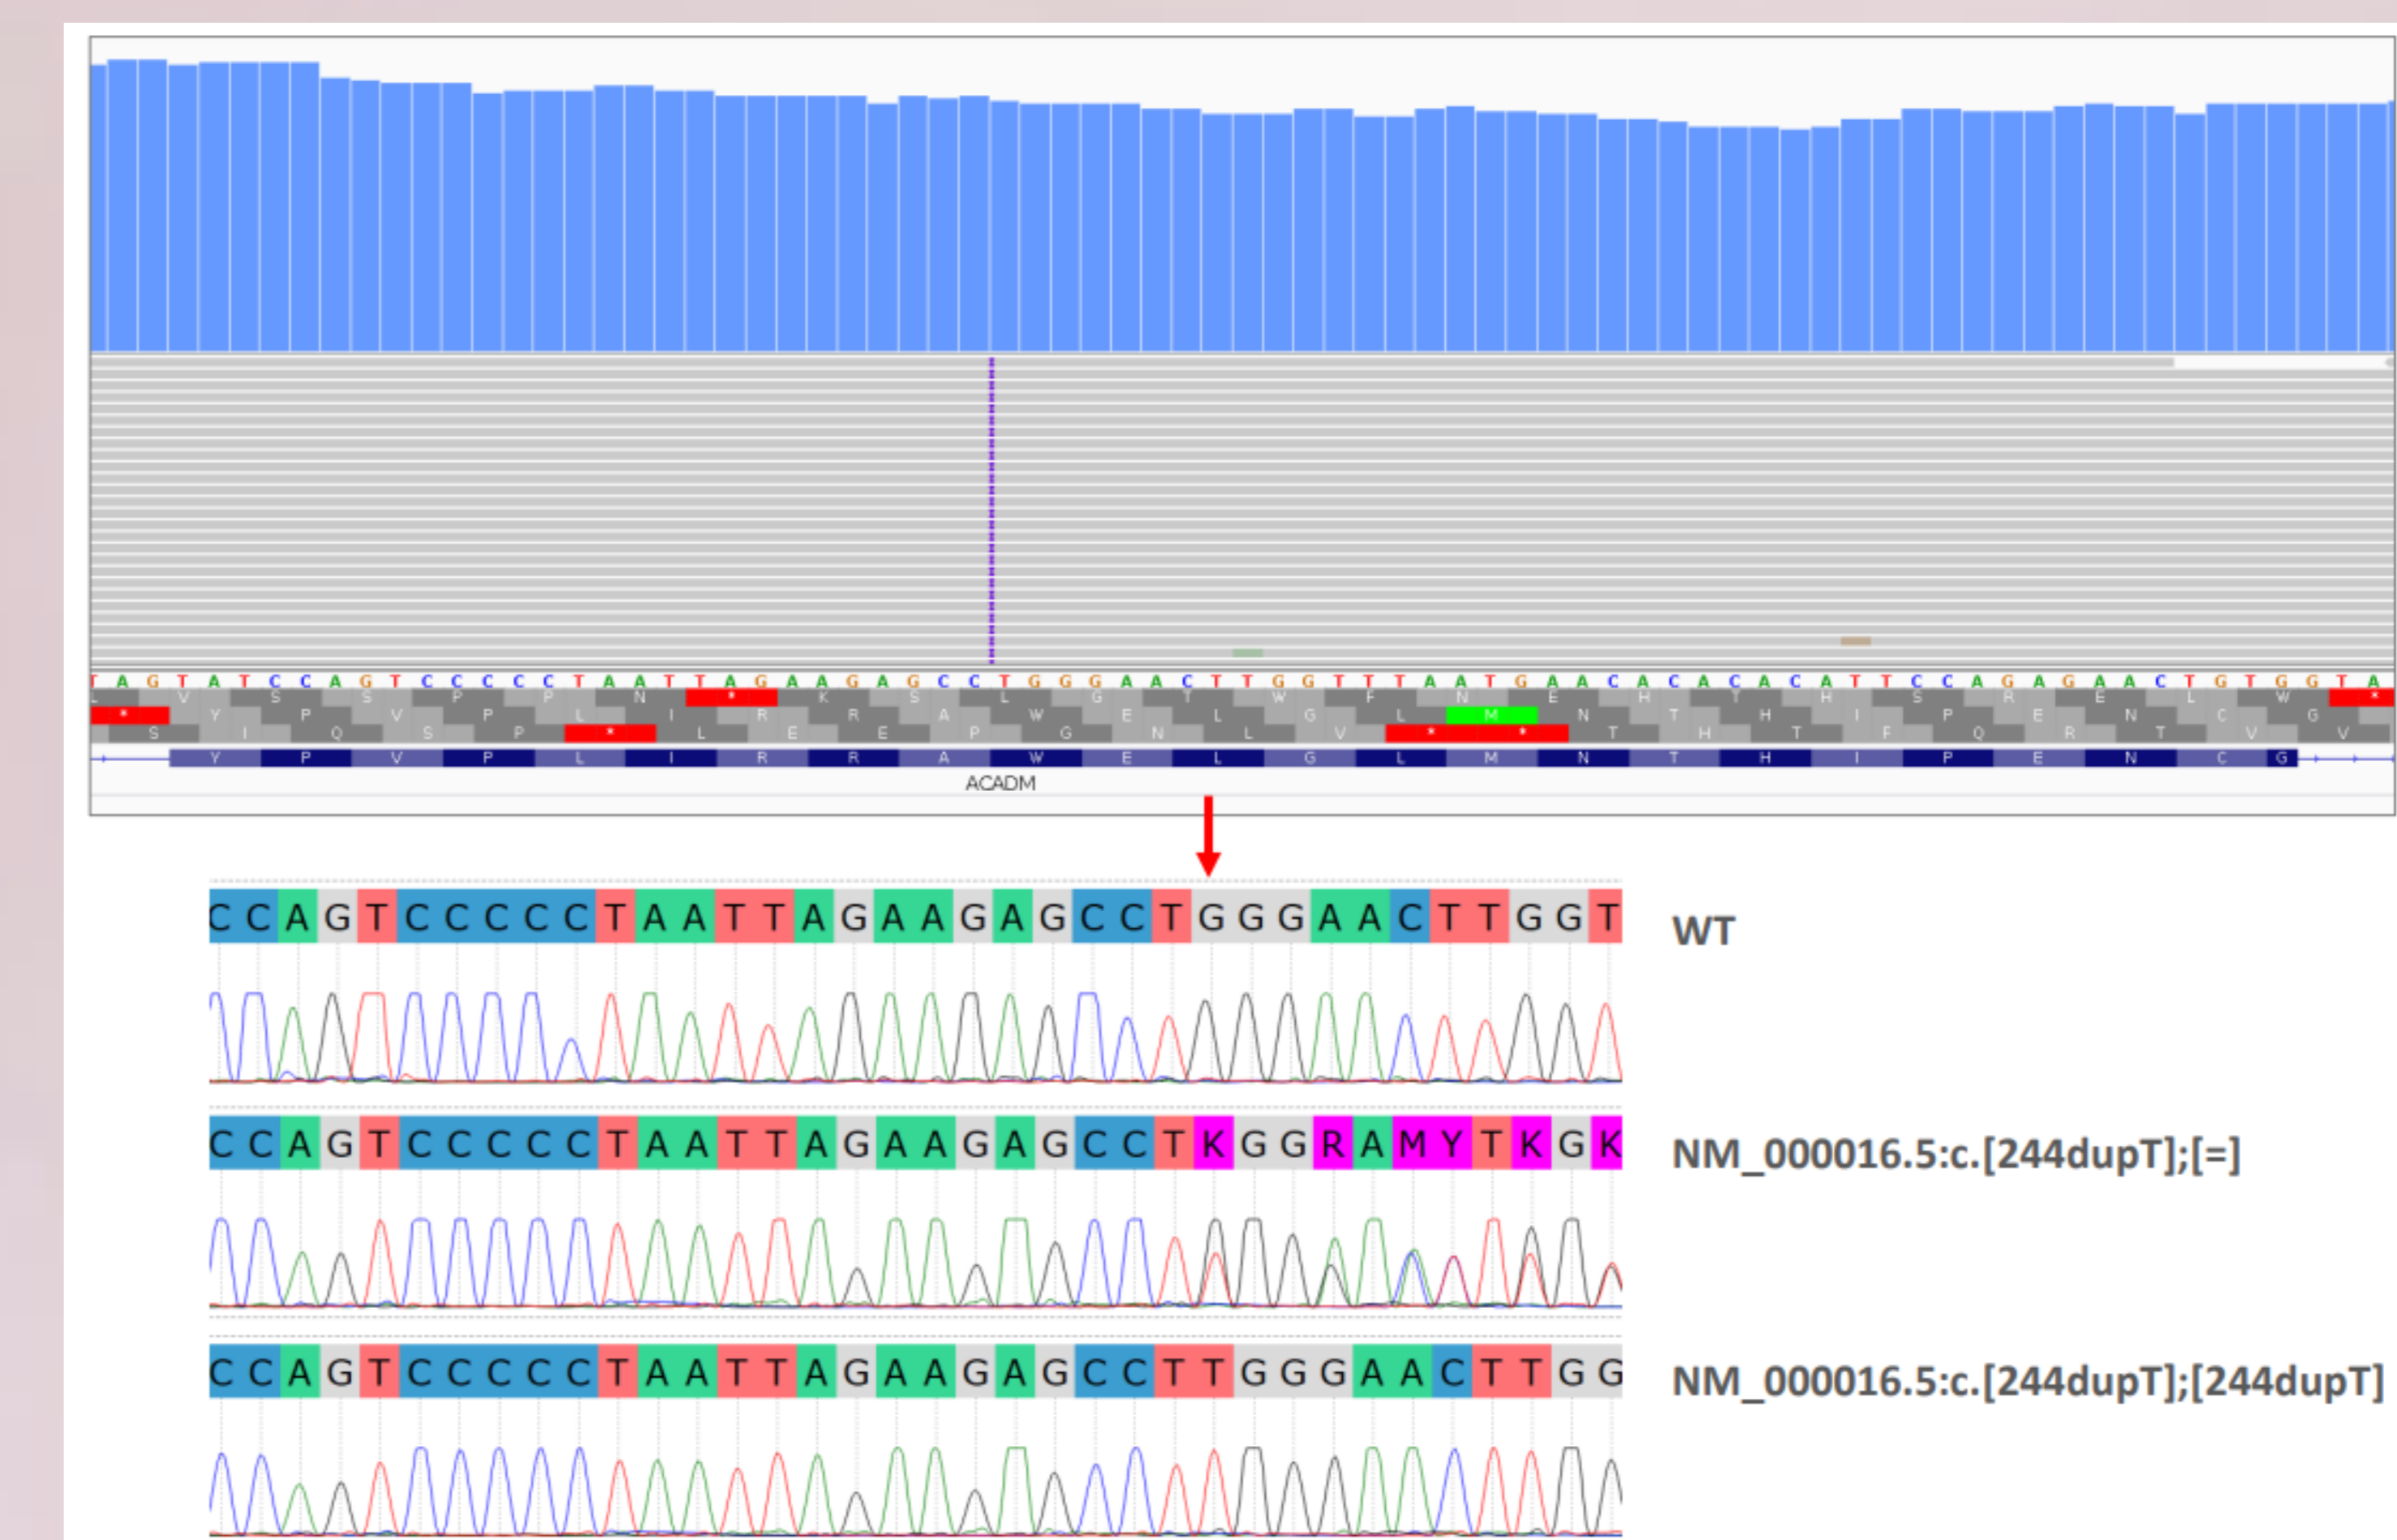 T A G T A T C C A G T C C C C C T A A T T A G A A G A G C C T G G G A A C T T G G T T T A A T G A A C A C A C A C A T T C C A G A G A A C T G T G G T A
L V S S P P N * K S L G T W F N E H T H S R E L W *
* Y P V P L I R R A W E L G L M N T H I P E N C G
S I Q S P * L E E P G N L V * * T H T F Q R T V V
Y P V P L I R R A W E L G L M N T H I P E N C G
ACADM
C C A G T C C C C C T A A T T A G A A G A G C C T G G G A A C T T G G T
WT
C C A G T C C C C C T A A T T A G A A G A G C C T K G G R A M Y T K G K
NM_000016.5:c.[244dupT];[=]
C C A G T C C C C C T A A T T A G A A G A G C C T T G G G A A C T T G G
NM_000016.5:c.[244dupT];[244dupT]